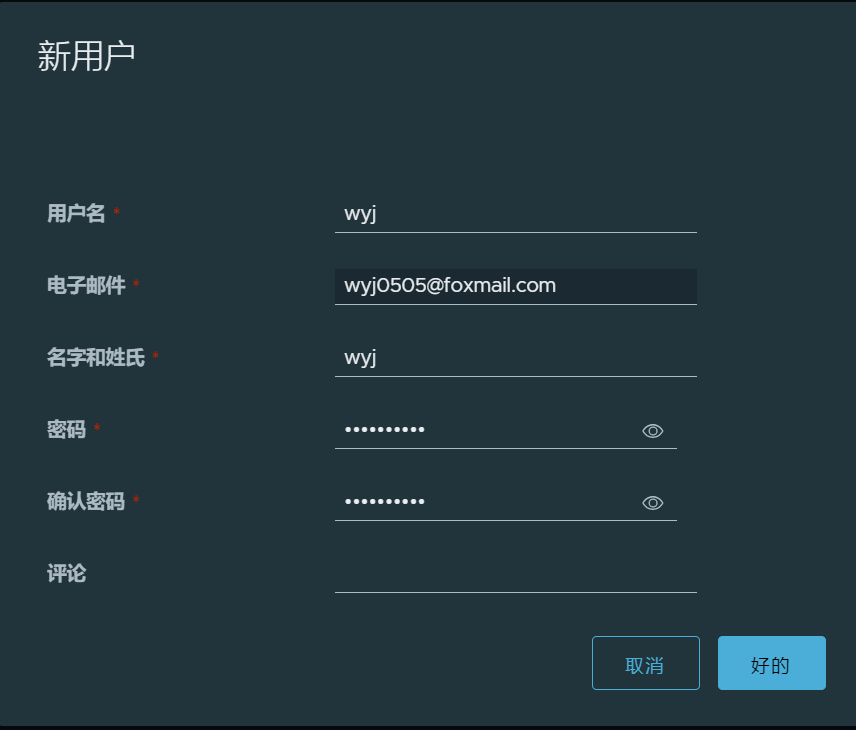 新用户
用户名 * wyj
电子邮件 * wyj0505@foxmail.com
名字和姓氏 * wyj
密码 * ••••••••••
确认密码 * ••••••••••
评论
取消 好的